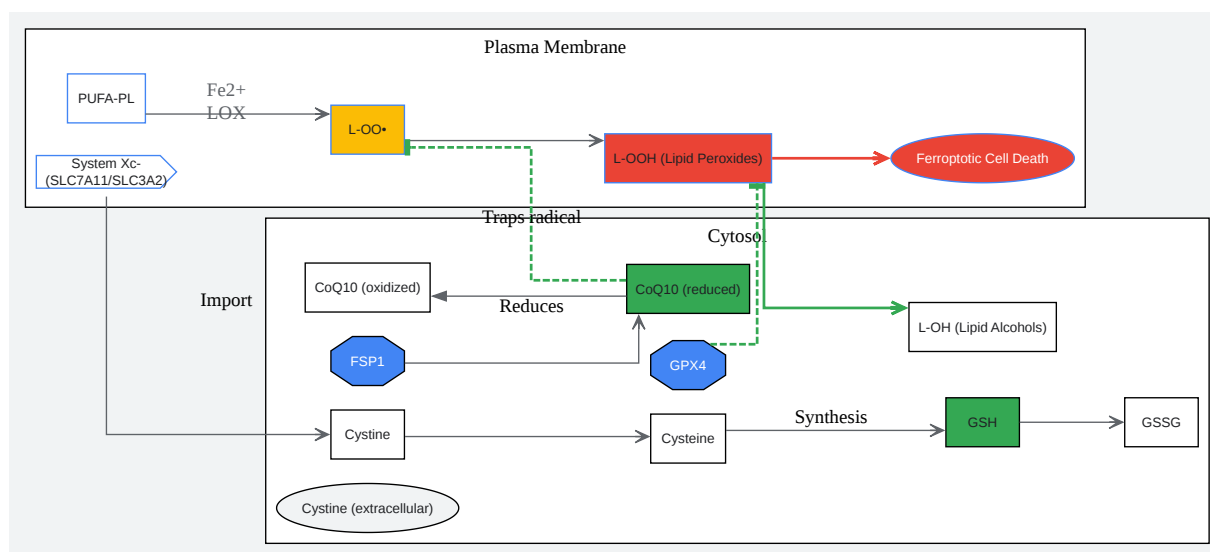 Plasma Membrane
PUFA-PL
Fe2+
LOX
L-OO•
L-OOH (Lipid Peroxides)
Ferroptotic Cell Death
System Xc-
(SLC7A11/SLC3A2)
Traps radical
Cytosol
CoQ10 (oxidized)
CoQ10 (reduced)
Import
Reduces
L-OH (Lipid Alcohols)
FSP1
GPX4
Cystine
Cysteine
Synthesis
GSH
GSSG
Cystine (extracellular)